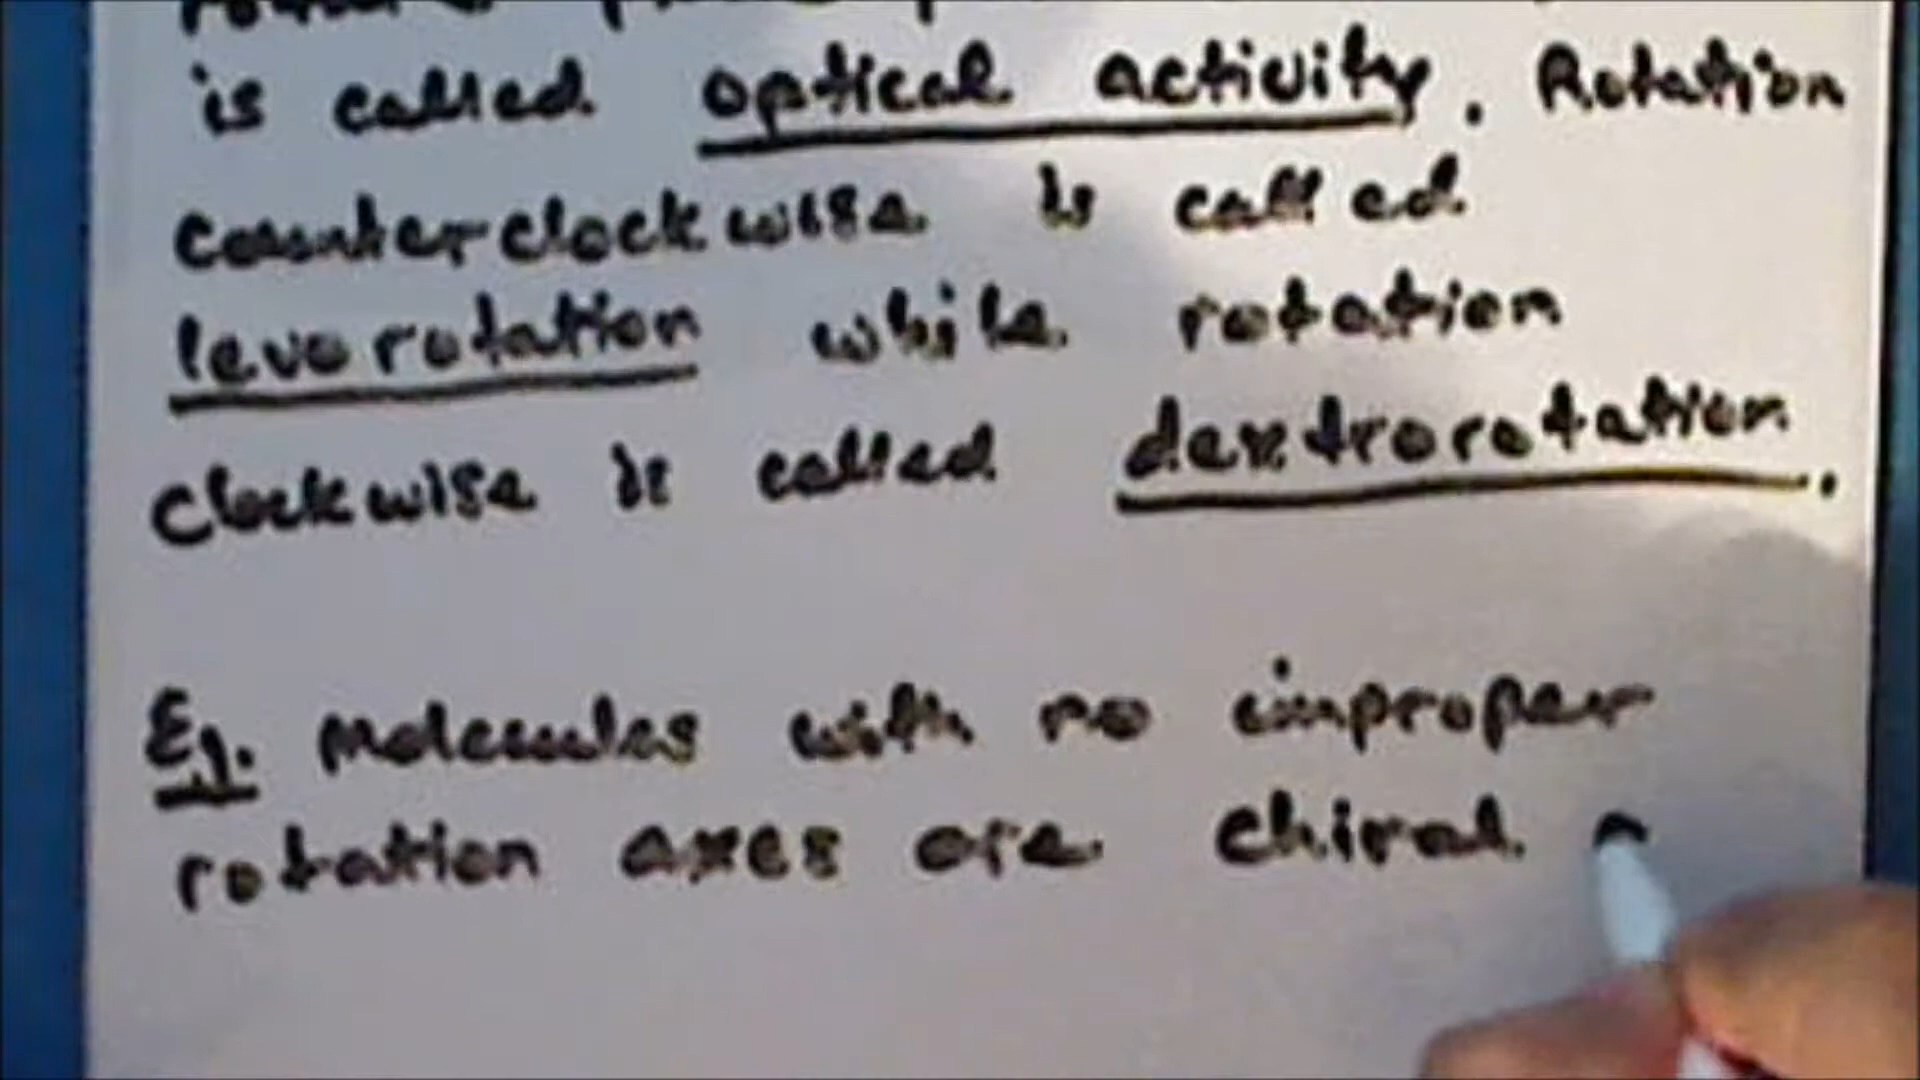 is called optical activity. Rotation
counterclockwise is called
levorotation while rotation
clockwise is called dextrorotation.
Eg. Molecules with no improper
rotation axes are chiral